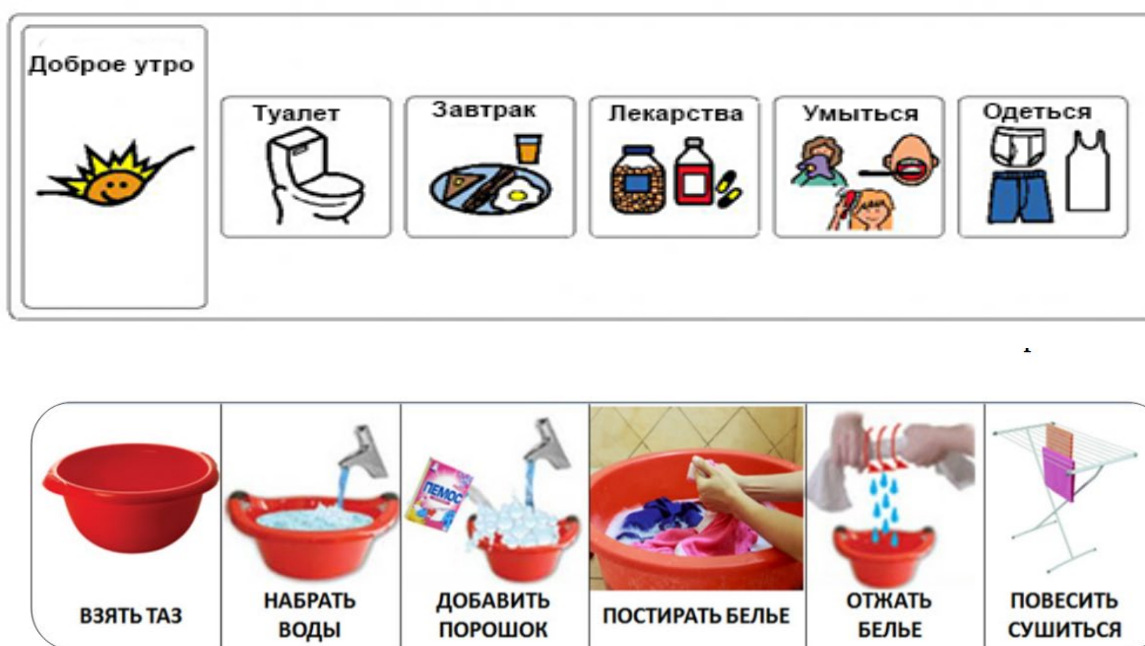 Доброе утро
Туалет
Завтрак
Лекарства
Умыться
Одеться
ПЕМОС
ВЗЯТЬ ТАЗ
НАБРАТЬ
ВОДЫ
ДОБАВИТЬ
ПОРОШОК
ПОСТИРАТЬ БЕЛЬЕ
ОТЖАТЬ
БЕЛЬЕ
ПОВЕСИТЬ
СУШИТЬСЯ